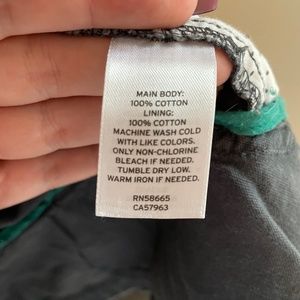 MAIN BODY:
100% COTTON
LINING:
100% COTTON
MACHINE WASH COLD
WITH LIKE COLORS.
ONLY NON-CHLORINE
BLEACH IF NEEDED.
TUMBLE DRY LOW.
WARM IRON IF NEEDED.
RN58665
CA57963